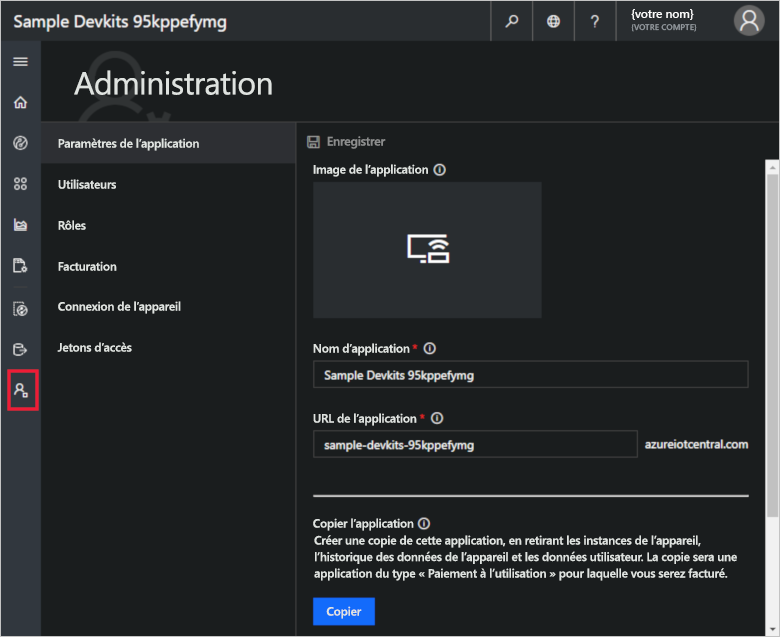 Sample Devkits 95kppefymg
?
{votre nom}
(VOTRE COMPTE)
Administration
Paramètres de l'application
Utilisateurs
Rôles
Facturation
Connexion de l'appareil
Jetons d'accès
Enregistrer
Image de l'application
Nom d'application *
Sample Devkits 95kppefymg
URL de l'application *
sample-devkits-95kppefymg
azureiotcentral.com
Copier l'application
Créer une copie de cette application, en retirant les instances de l'appareil,
l'historique des données de l'appareil et les données utilisateur. La copie sera une
application du type « Paiement à l'utilisation » pour laquelle vous serez facturé.
Copier